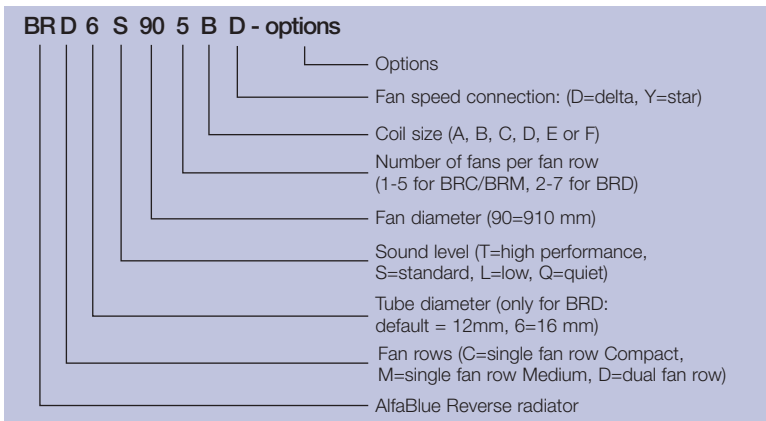 BR D 6 S 90 5 B D - options
Options
Fan speed connection: (D=delta, Y=star)
Coil size (A, B, C, D, E or F)
Number of fans per fan row
(1-5 for BRC/BRM, 2-7 for BRD)
Fan diameter (90=910 mm)
Sound level (T=high performance,
S=standard, L=low, Q=quiet)
Tube diameter (only for BRD:
default = 12mm, 6=16 mm)
Fan rows (C=single fan row Compact,
M=single fan row Medium, D=dual fan row)
AlfaBlue Reverse radiator